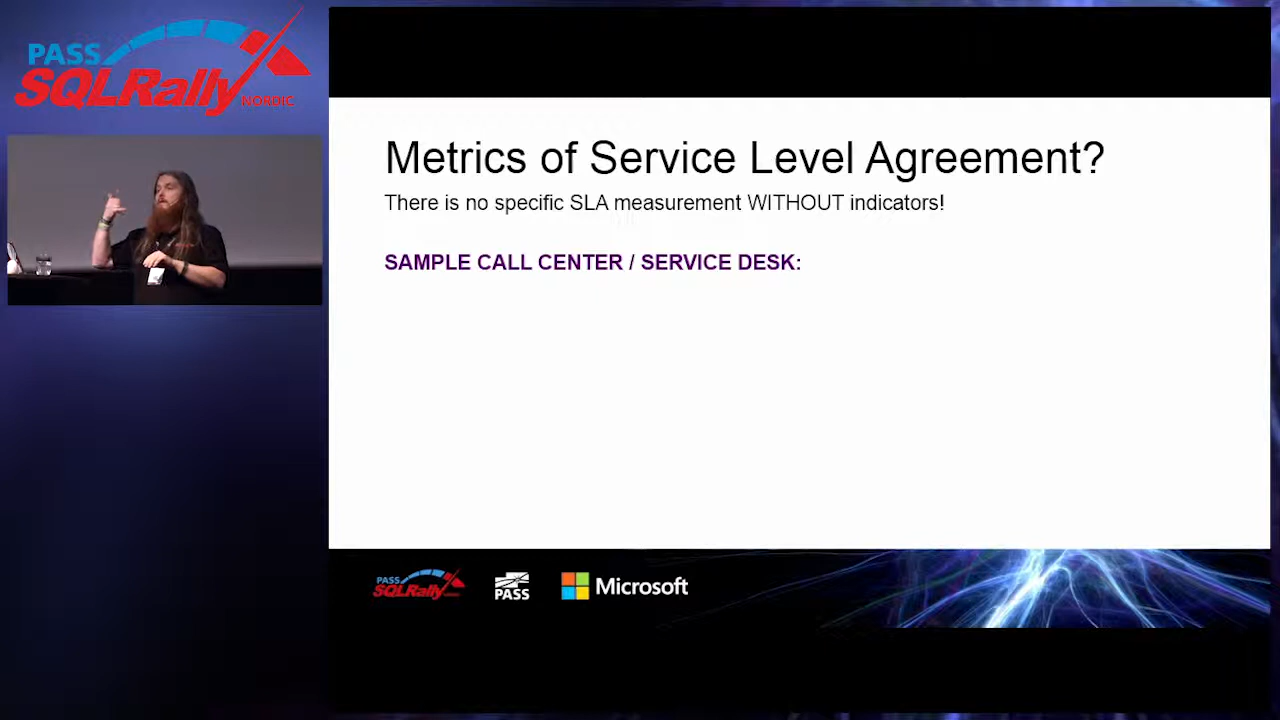 PASS
SQLRally
NORDIC
Metrics of Service Level Agreement?
There is no specific SLA measurement WITHOUT indicators!
SAMPLE CALL CENTER / SERVICE DESK:
PASS
SQLRally
PASS
Microsoft